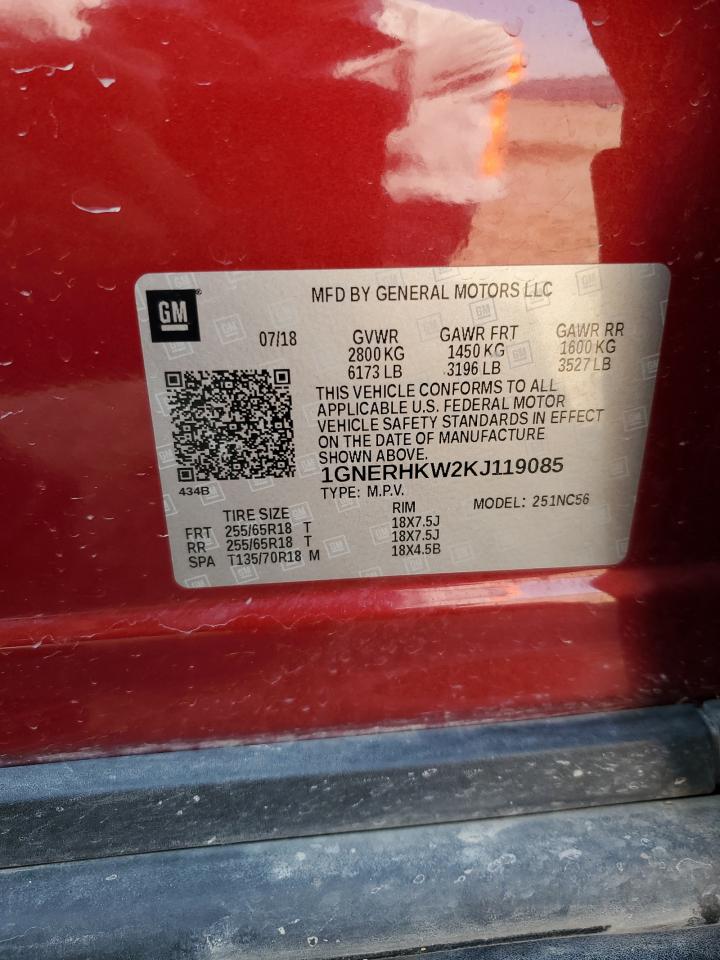 GM®
MFD BY GENERAL MOTORS LLC
07/18 GVWR GAWR FRT GAWR RR
2800 KG 1450 KG 1600 KG
6173 LB 3196 LB 3527 LB
THIS VEHICLE CONFORMS TO ALL
APPLICABLE U.S. FEDERAL MOTOR
VEHICLE SAFETY STANDARDS IN EFFECT
ON THE DATE OF MANUFACTURE
SHOWN ABOVE.
1GNERHKW2KJ119085
434B
TYPE: M.P.V. MODEL: 251NC56
TIRE SIZE RIM
FRT 255/65R18 T 18X7.5J
RR 255/65R18 T 18X7.5J
SPA T135/70R18 M 18X4.5B